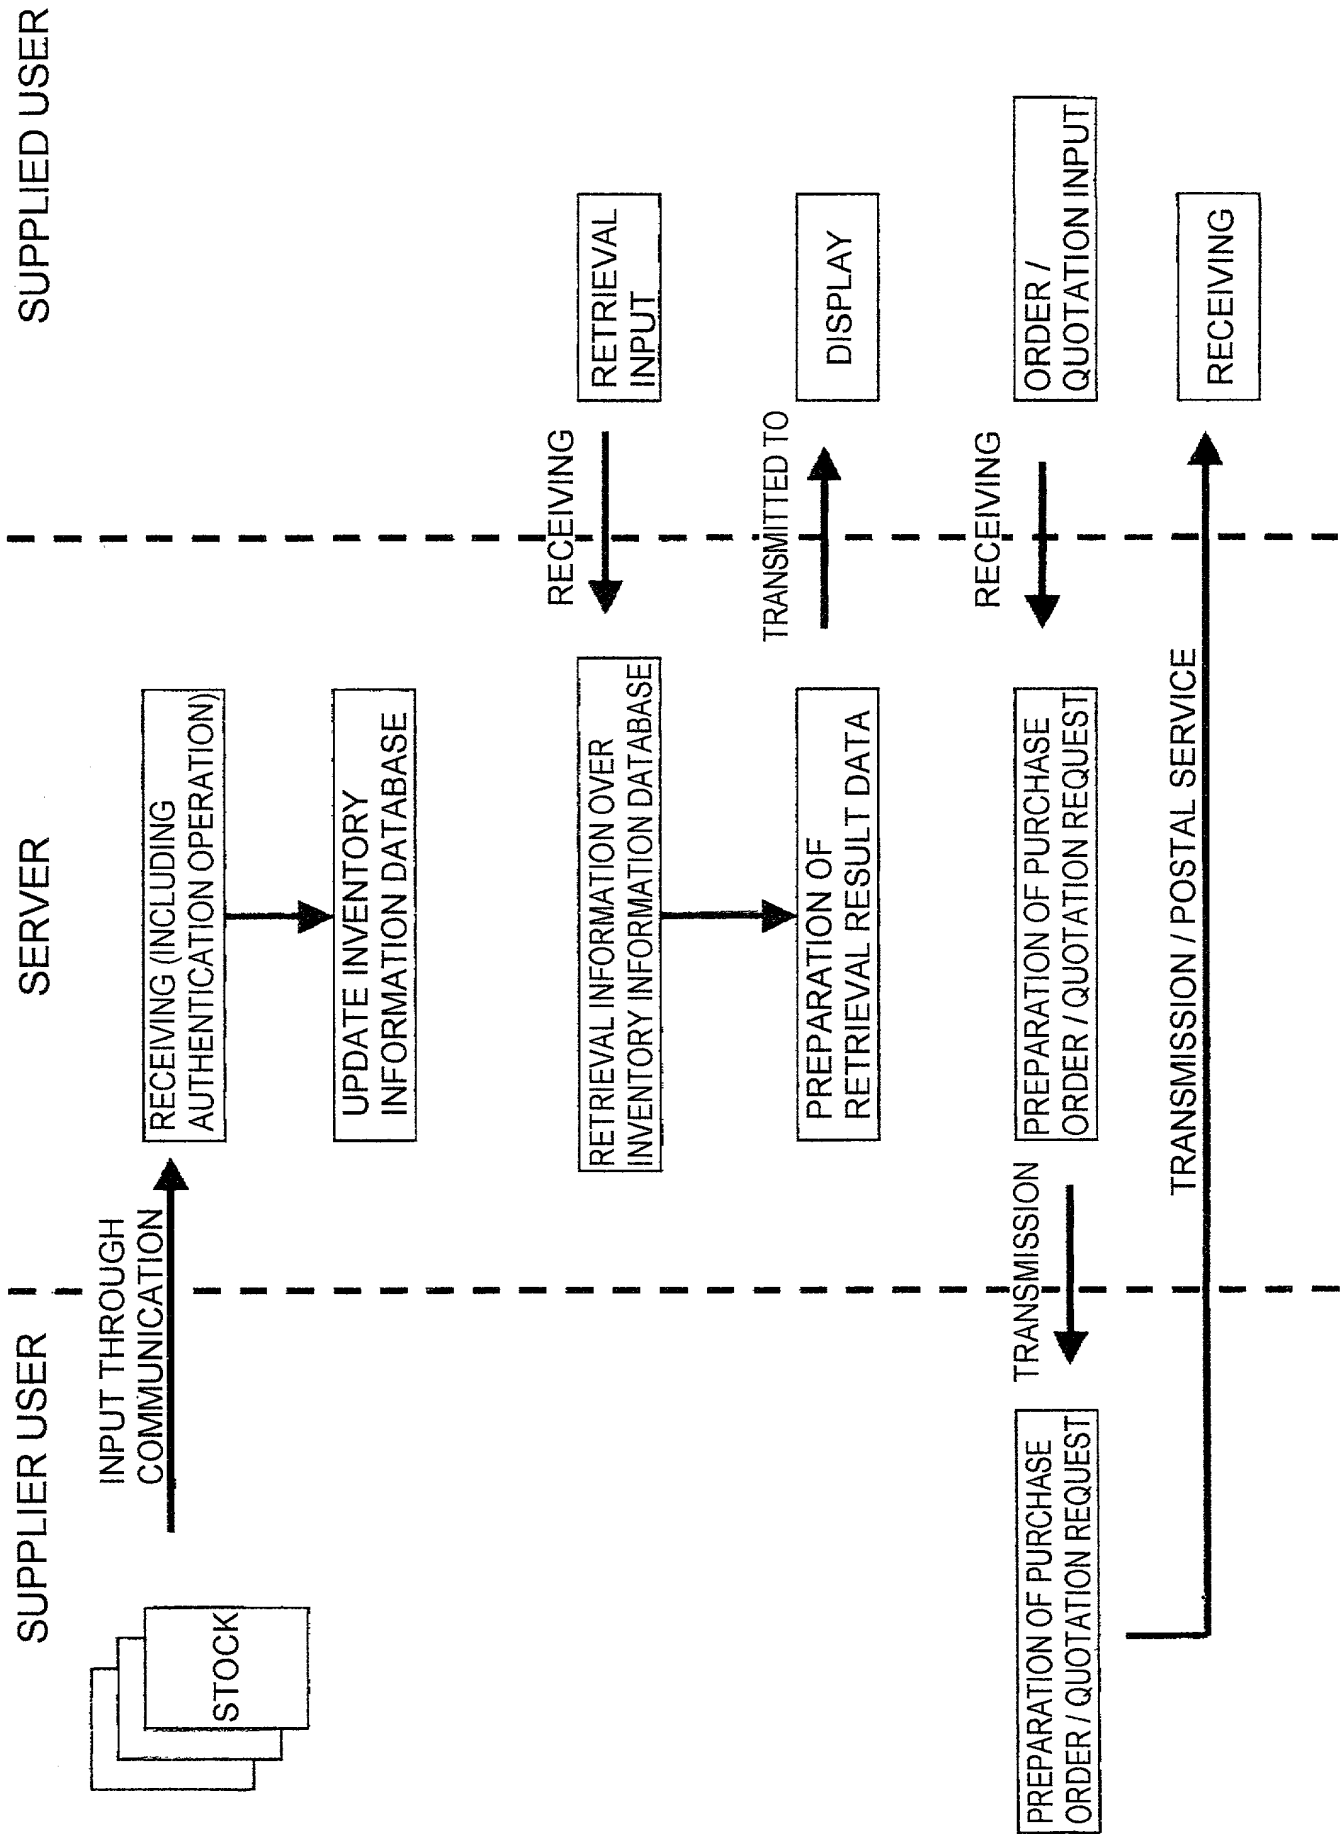 SUPPLIER USER
SERVER
SUPPLIED USER
INPUT THROUGH
COMMUNICATION
STOCK
RECEIVING (INCLUDING
AUTHENTICATION OPERATION)
UPDATE INVENTORY
INFORMATION DATABASE
RECEIVING
RETRIEVAL
INPUT
RETRIEVAL INFORMATION OVER
INVENTORY INFORMATION DATABASE
TRANSMITTED TO
PREPARATION OF
RETRIEVAL RESULT DATA
DISPLAY
TRANSMISSION
RECEIVING
PREPARATION OF PURCHASE
ORDER / QUOTATION REQUEST
PREPARATION OF PURCHASE
ORDER / QUOTATION REQUEST
ORDER /
QUOTATION INPUT
TRANSMISSION / POSTAL SERVICE
RECEIVING